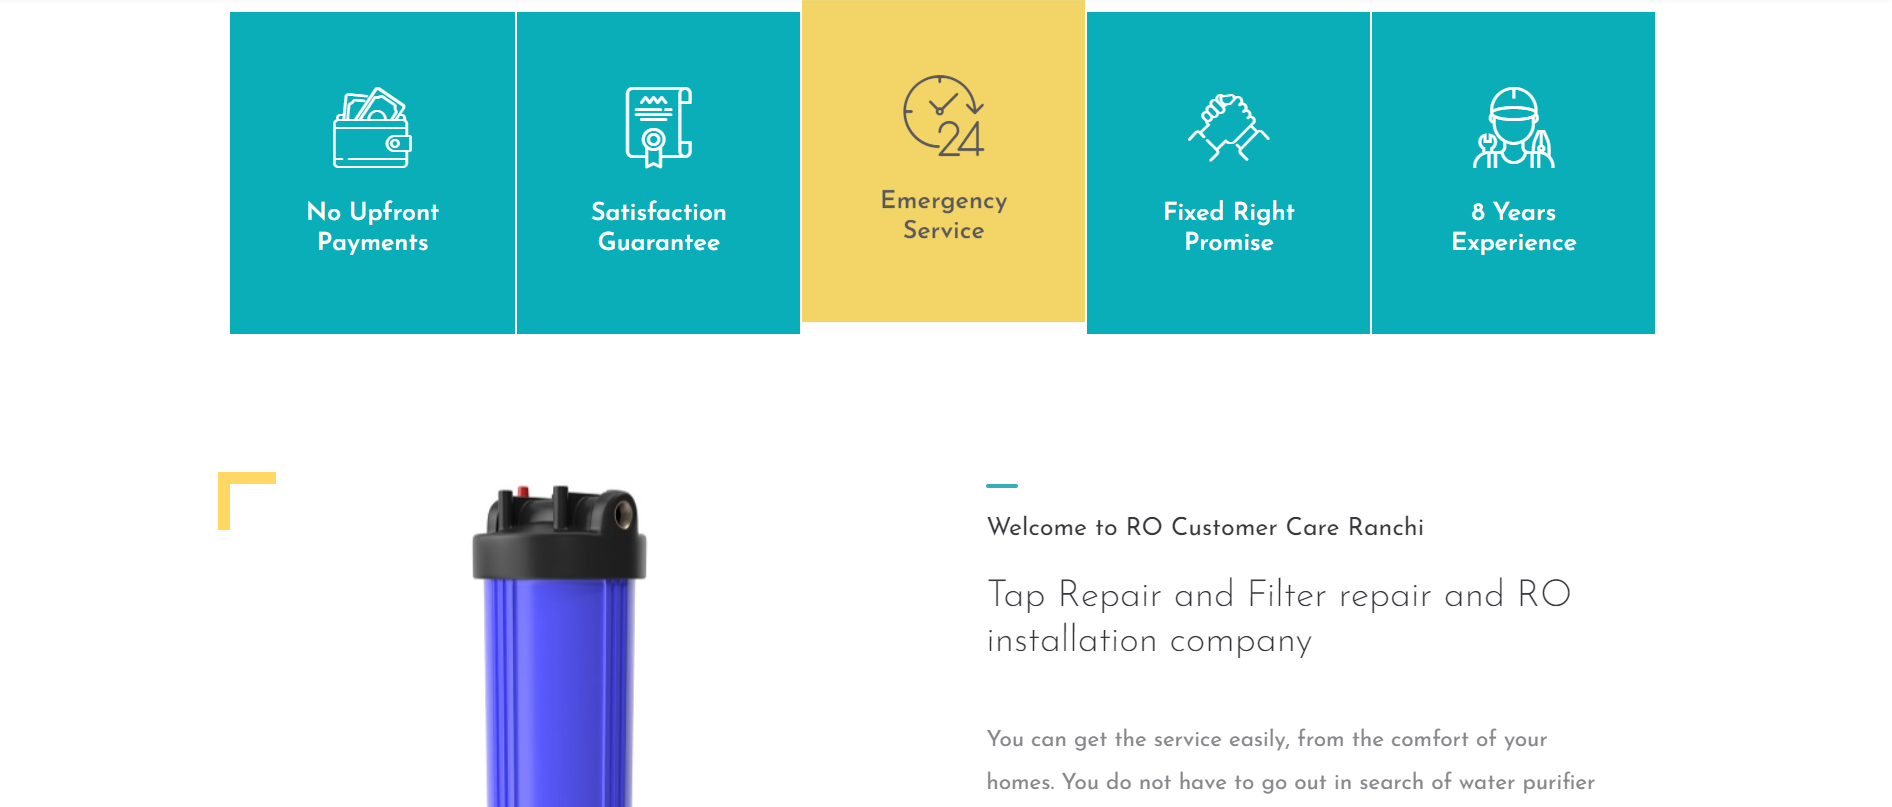 No Upfront
Payments
Satisfaction
Guarantee
24
Emergency
Service
Fixed Right
Promise
8 Years
Experience
Welcome to RO Customer Care Ranchi
Tap Repair and Filter repair and RO
installation company
You can get the service easily, from the comfort of your
homes. You do not have to go out in search of water purifier